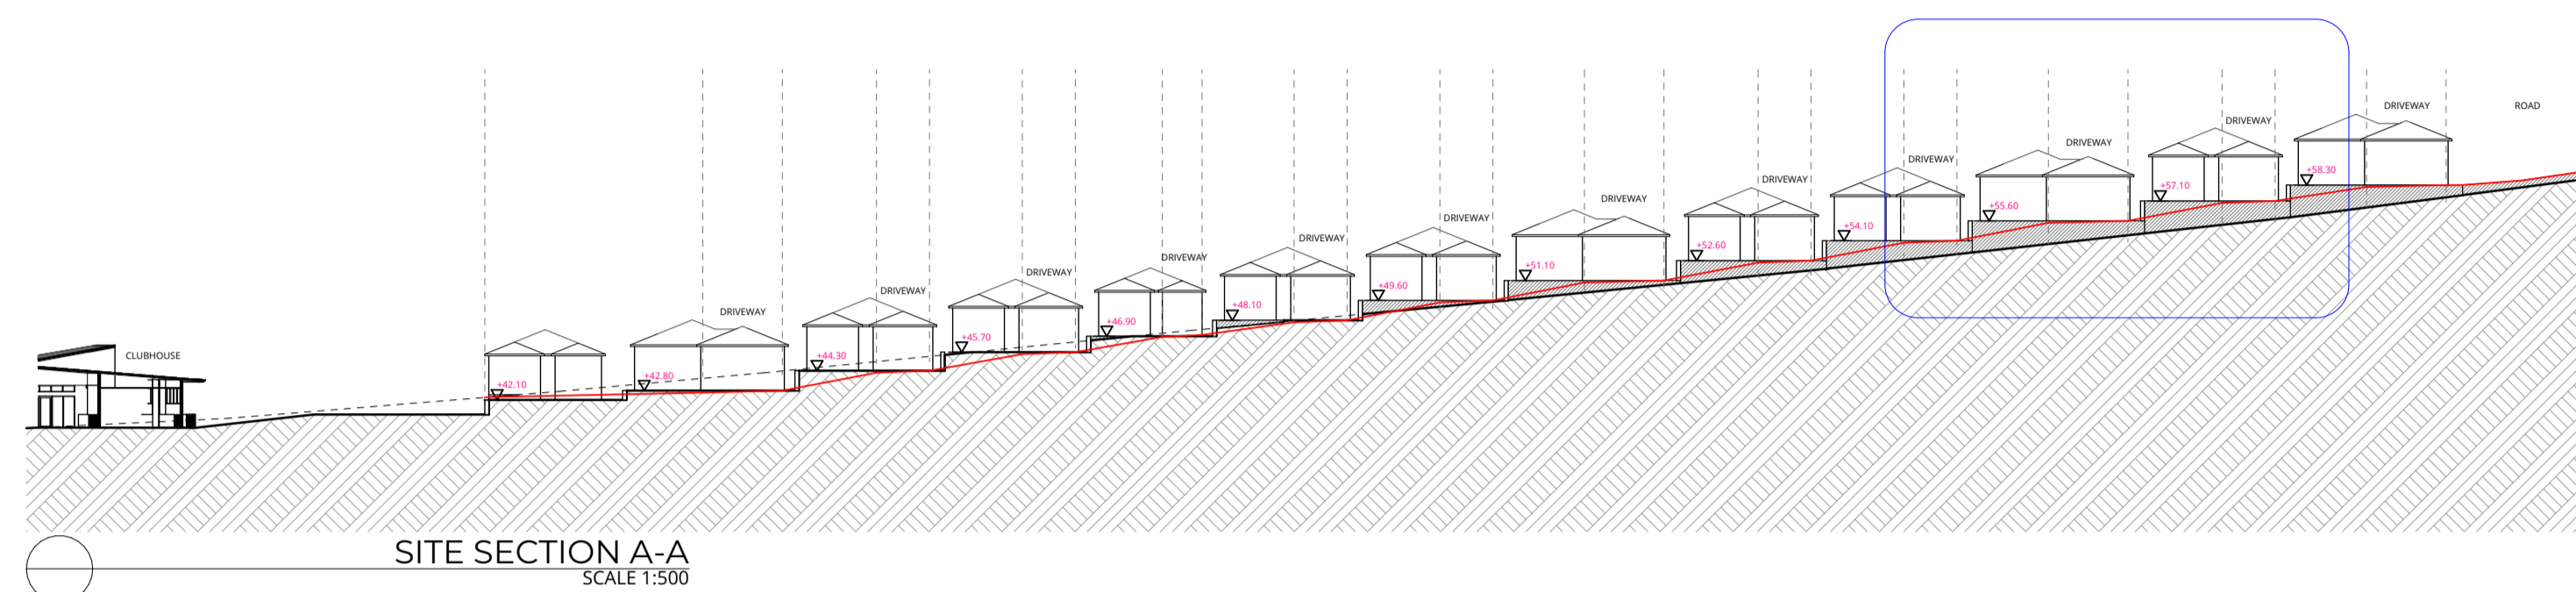 CLUBHOUSE
+42.10
+42.80
DRIVEWAY
+44.30
DRIVEWAY
+45.70
DRIVEWAY
+46.90
DRIVEWAY
+48.10
DRIVEWAY
+49.60
DRIVEWAY
+51.10
DRIVEWAY
+52.60
DRIVEWAY
+54.10
DRIVEWAY
+55.60
DRIVEWAY
+57.10
DRIVEWAY
+58.30
DRIVEWAY
ROAD
SITE SECTION A-A
SCALE 1:500